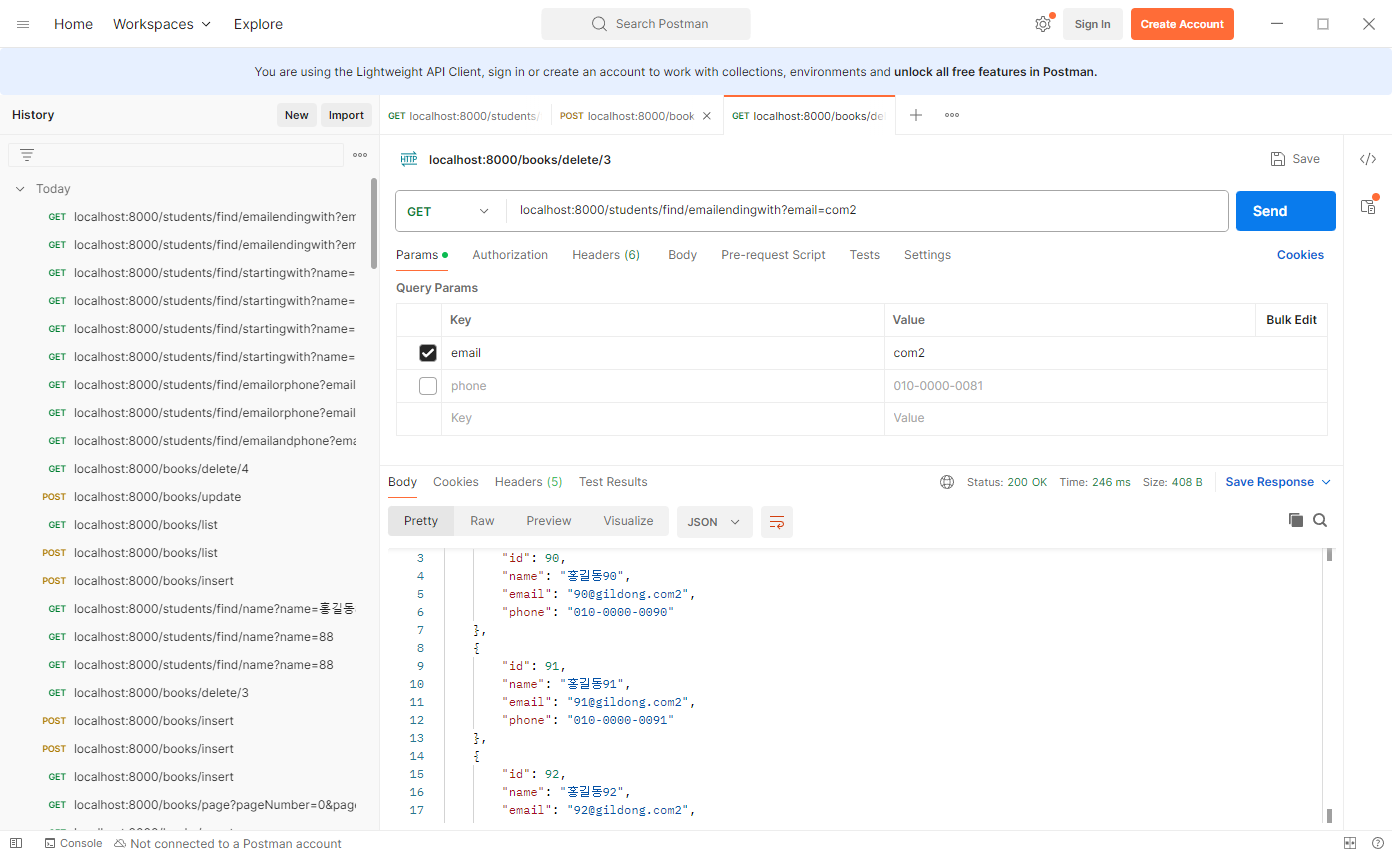 Home Workspaces Explore Search Postman Sign In Create Account
You are using the Lightweight API Client, sign in or create an account to work with collections, environments and unlock all free features in Postman.
History New Import
GET localhost:8000/students/
POST localhost:8000/book
GET localhost:8000/books/de
Today
GET localhost:8000/students/find/emailendingwith?em
GET localhost:8000/students/find/emailendingwith?em
GET localhost:8000/students/find/startingwith?name=
GET localhost:8000/students/find/startingwith?name=
GET localhost:8000/students/find/startingwith?name=
GET localhost:8000/students/find/startingwith?name=
GET localhost:8000/students/find/emailorphone?email
GET localhost:8000/students/find/emailorphone?email
GET localhost:8000/students/find/emailandphone?ema
GET localhost:8000/books/delete/4
POST localhost:8000/books/update
GET localhost:8000/books/list
POST localhost:8000/books/list
POST localhost:8000/books/insert
GET localhost:8000/students/find/name?name=홍길동
GET localhost:8000/students/find/name?name=88
GET localhost:8000/students/find/name?name=88
GET localhost:8000/books/delete/3
POST localhost:8000/books/insert
POST localhost:8000/books/insert
GET localhost:8000/books/insert
GET localhost:8000/books/page?pageNumber=0&page
HTTP localhost:8000/books/delete/3 Save
GET localhost:8000/students/find/emailendingwith?email=com2 Send
Params Authorization Headers (6) Body Pre-request Script Tests Settings Cookies
Query Params
Key Value Bulk Edit
email com2
phone 010-0000-0081
Key Value
Body Cookies Headers (5) Test Results Status: 200 OK Time: 246 ms Size: 408 B Save Response
Pretty Raw Preview Visualize JSON
3 "id": 90,
4 "name": "홍길동90",
5 "email": "90@gildong.com2",
6 "phone": "010-0000-0090"
7 },
8 {
9 "id": 91,
10 "name": "홍길동91",
11 "email": "91@gildong.com2",
12 "phone": "010-0000-0091"
13 },
14 {
15 "id": 92,
16 "name": "홍길동92",
17 "email": "92@gildong.com2",
Console Not connected to a Postman account